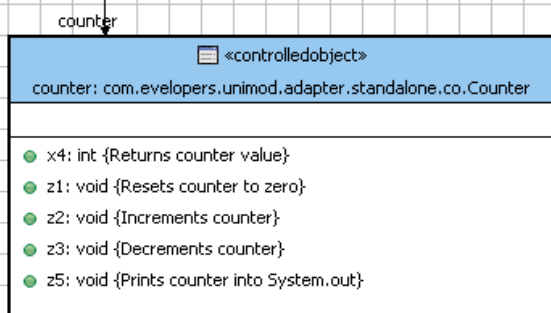 counter
«controlledobject»
counter: com.evelopers.unimod.adapter.standalone.co.Counter
x4: int {Returns counter value}
z1: void {Resets counter to zero}
z2: void {Increments counter}
z3: void {Decrements counter}
z5: void {Prints counter into System.out}